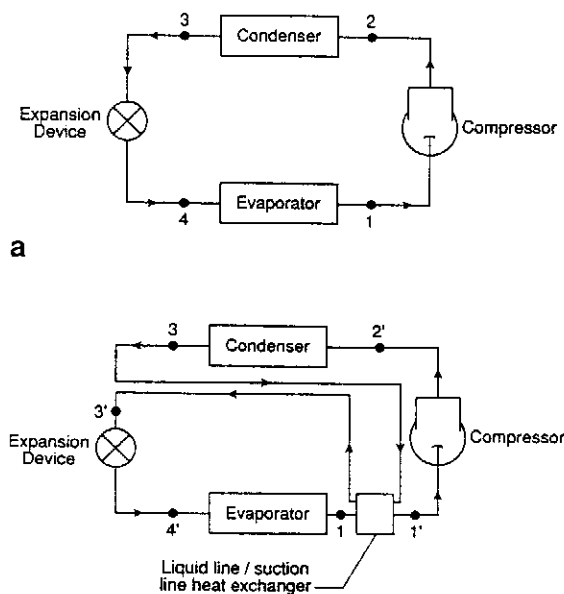 3
2
Condenser
Expansion
Device
Compressor
Evaporator
4
1
a
3
2'
Condenser
3'
Expansion
Device
Compressor
Evaporator
4'
1
1'
Liquid line / suction
line heat exchanger